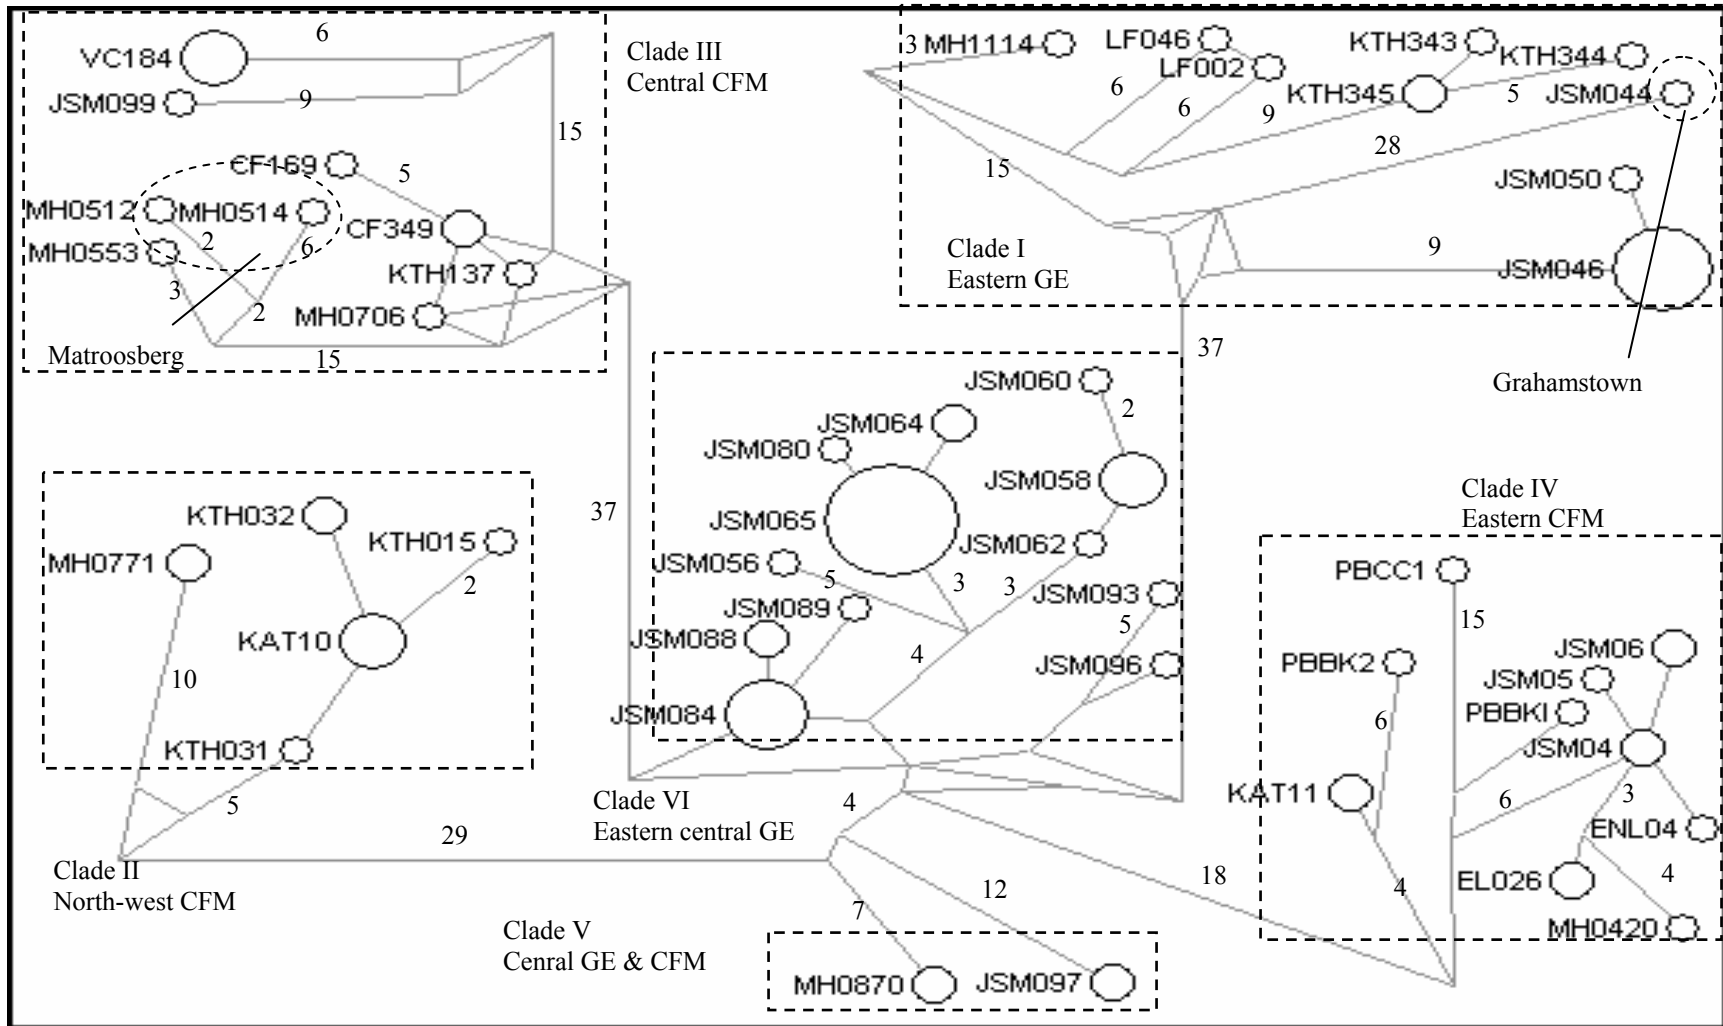 6
VC184
JSM099
9
15
CF169
5
MH0512
MH0514
CF349
2
6
MH0553
KTH137
3
2
MH0706
Matroosberg
15
Clade III
Central CFM
3
MH1114
LF046
LF002
KTH343
KTH344
KTH345
JSM044
6
6
9
5
28
15
JSM050
Clade I
Eastern GE
9
JSM046
37
Grahamstown
37
JSM060
2
JSM064
JSM080
JSM058
JSM065
JSM062
JSM056
5
3
3
JSM093
JSM089
JSM088
5
4
JSM096
JSM084
Clade VI
Eastern central GE
KTH032
KTH015
MH0771
2
KAT10
10
KTH031
5
29
Clade II
North-west CFM
4
18
12
7
Clade V
Cenral GE & CFM
MH0870
JSM097
Clade IV
Eastern CFM
PBCC1
15
JSM06
PBBK2
JSM05
PBBKI
6
JSM04
KAT11
6
3
ENL04
EL026
4
4
MH0420